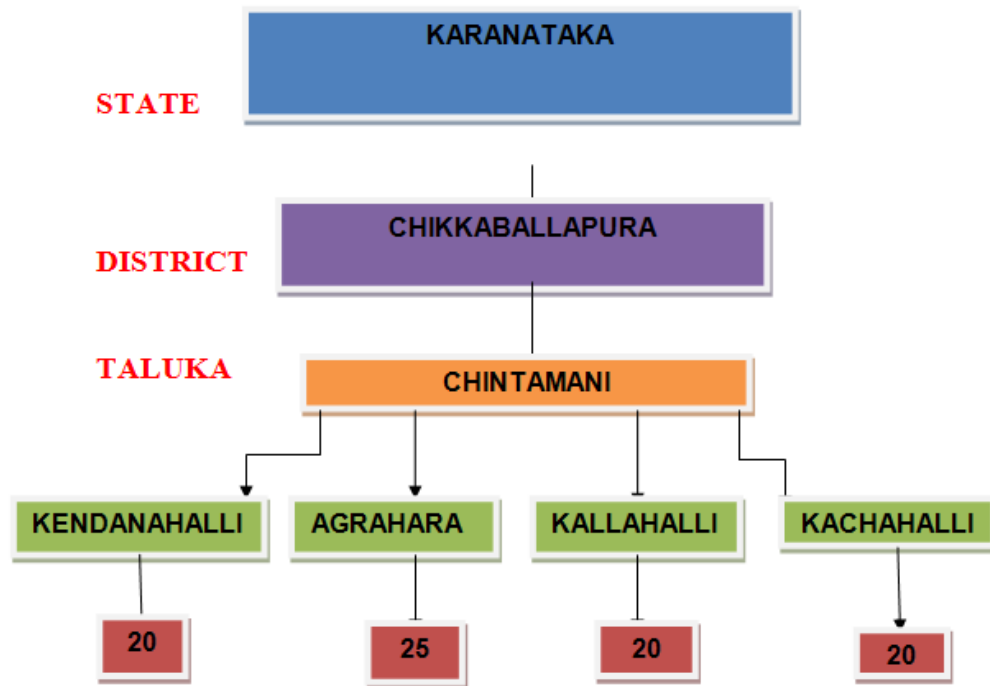 KARANATAKA
STATE
CHIKKABALLAPURA
DISTRICT
TALUKA
CHINTAMANI
KENDANAHALLI
AGRAHARA
KALLAHALLI
KACHAHALLI
20
25
20
20